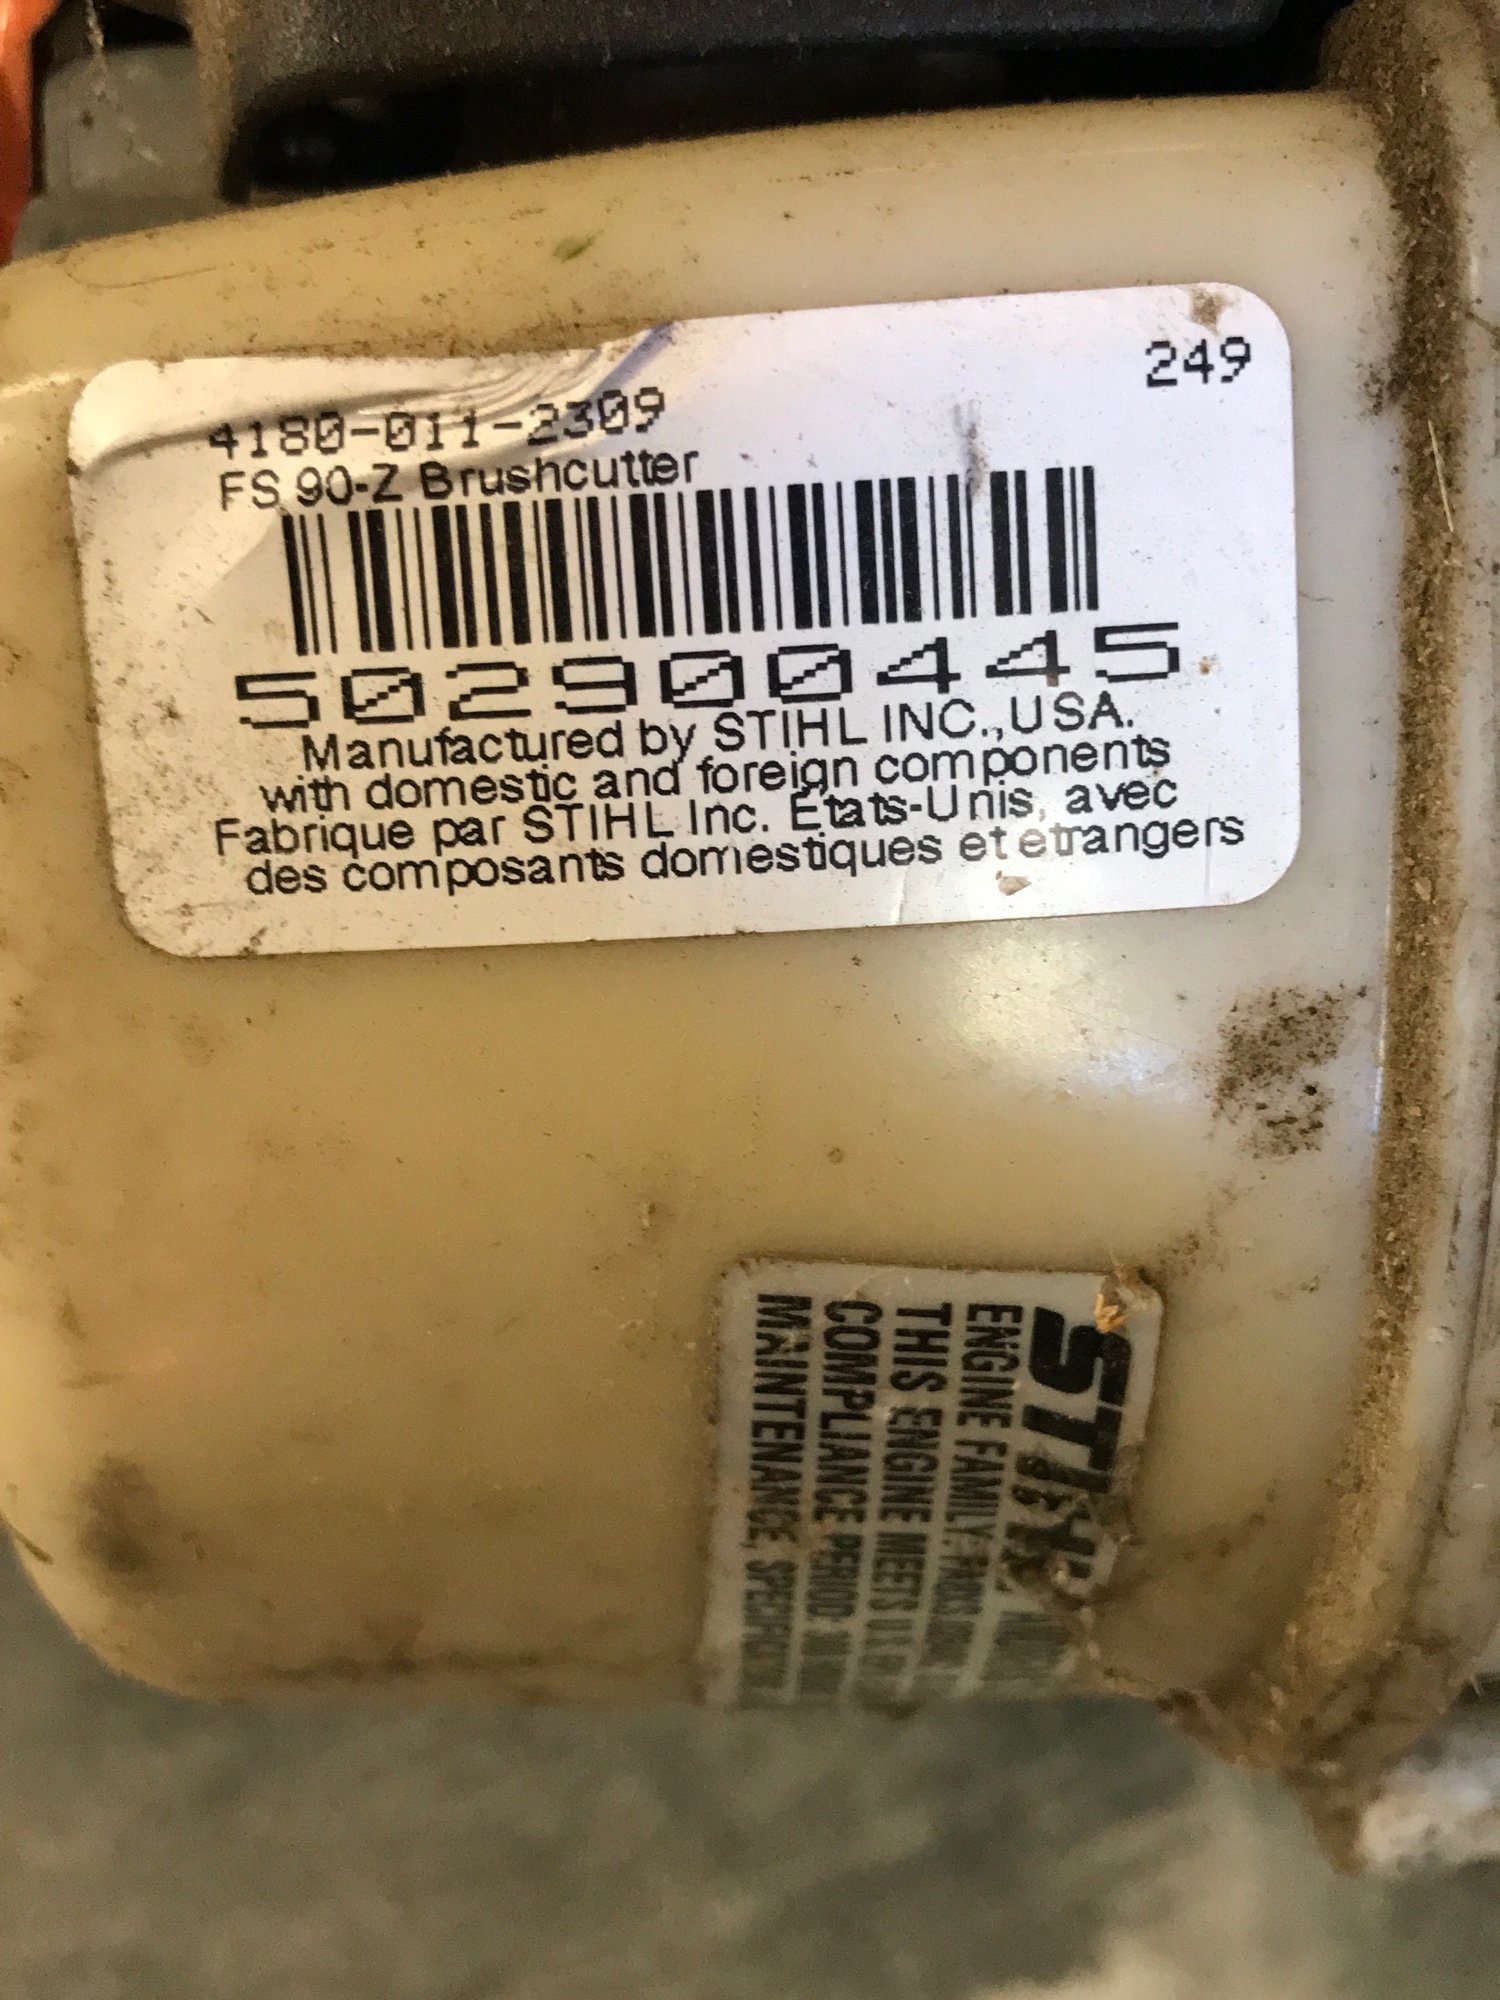 249
4180-011-2309
FS 90-Z Brushcutter
502900445
Manufactured by STIHL INC., USA.
with domestic and foreign components
Fabrique par STIHL Inc. États-Unis, avec
des composants domestiques et etrangers
STIHL
ENGINE FAMILY:
THIS ENGINE MEETS U.S.
COMPLIANCE PERIOD:
MAINTENANCE,